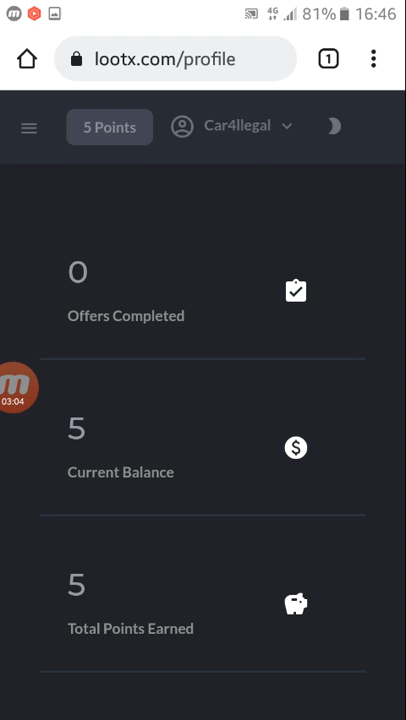 4G 81% 16:46
lootx.com/profile 1
5 Points Car4llegal
0
Offers Completed
03:04
5
Current Balance
5
Total Points Earned